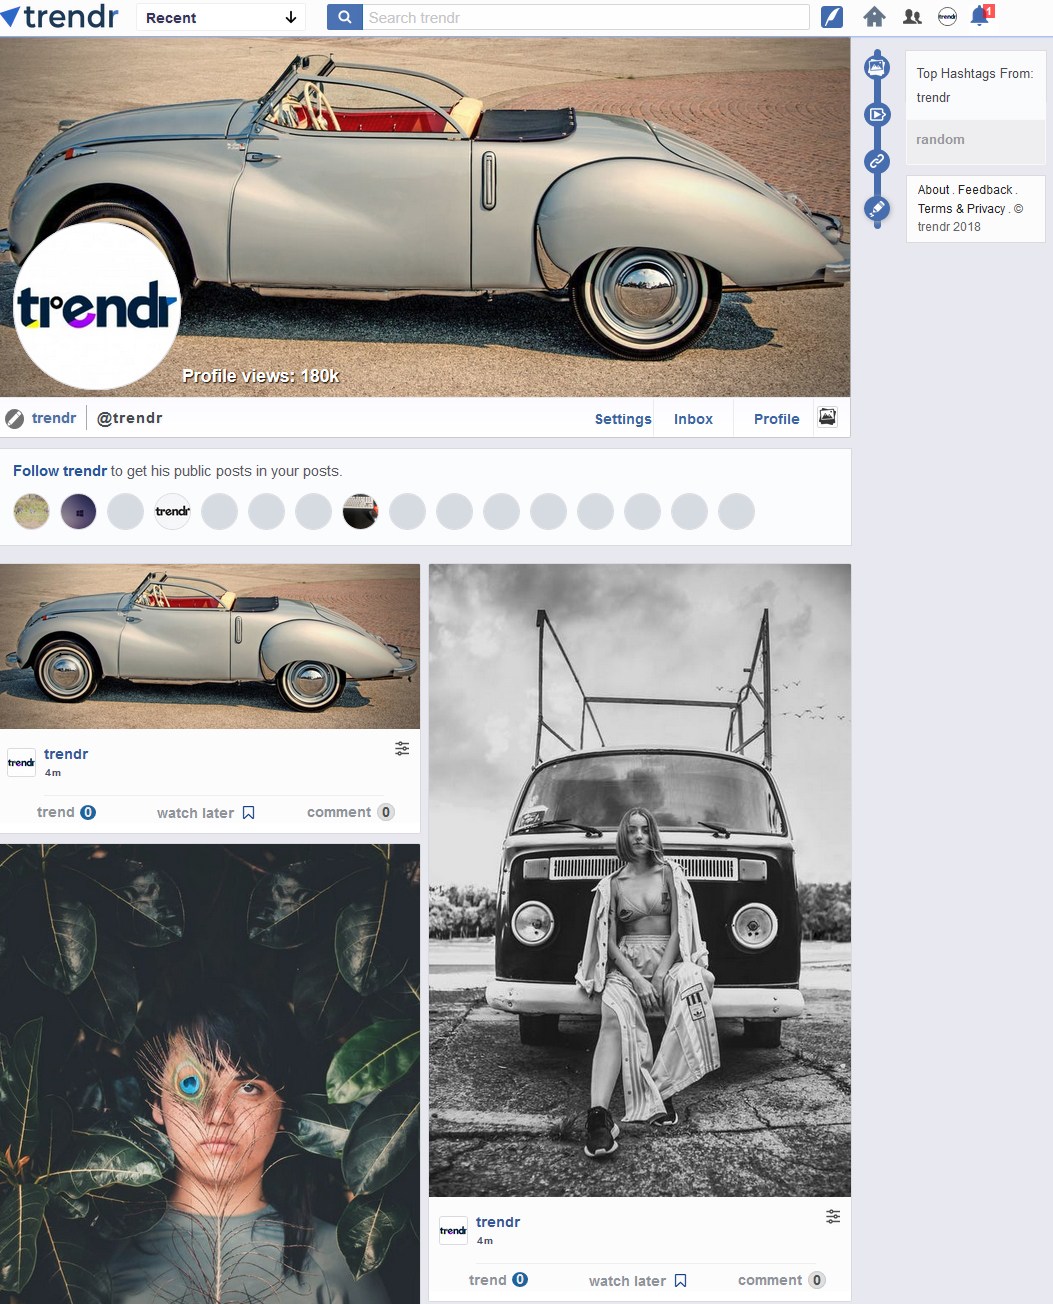 trendr
Recent
Search trendr
trendr
1
Top Hashtags From:
trendr
random
About . Feedback .
Terms & Privacy . ©
trendr 2018
trendr
Profile views: 180k
trendr @trendr
Settings Inbox Profile
Follow trendr to get his public posts in your posts.
trendr
trendr
trendr
4m
trend 0 watch later comment 0
trendr
trendr
4m
trend 0 watch later comment 0